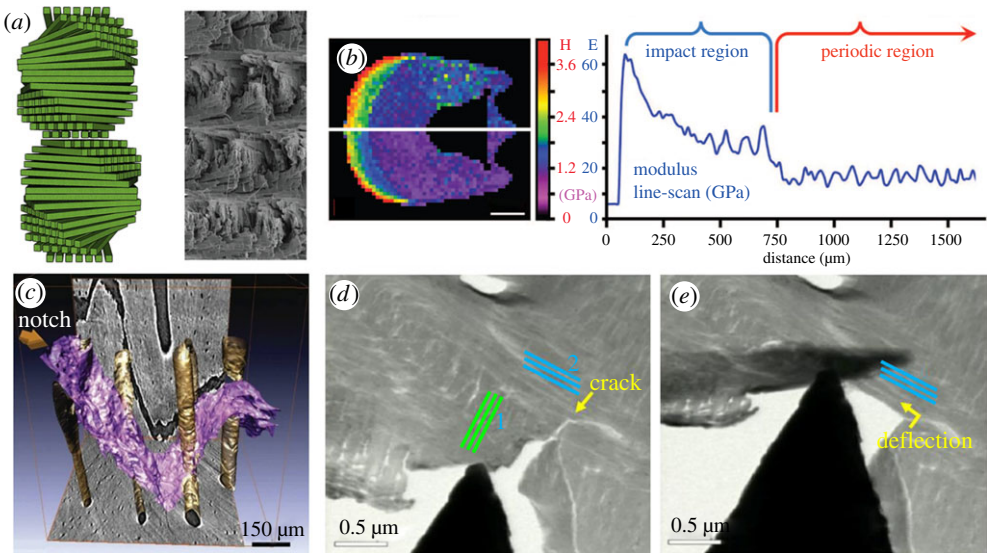 (a)
(b)
H E
3.6 60
2.4 40
1.2 20
(GPa)
0 0
impact region
periodic region
modulus
line-scan (GPa)
0 250 500 750 1000 1250 1500
distance (µm)
(c)
notch
150 µm
(d)
2
1
crack
0.5 µm
(e)
deflection
0.5 µm